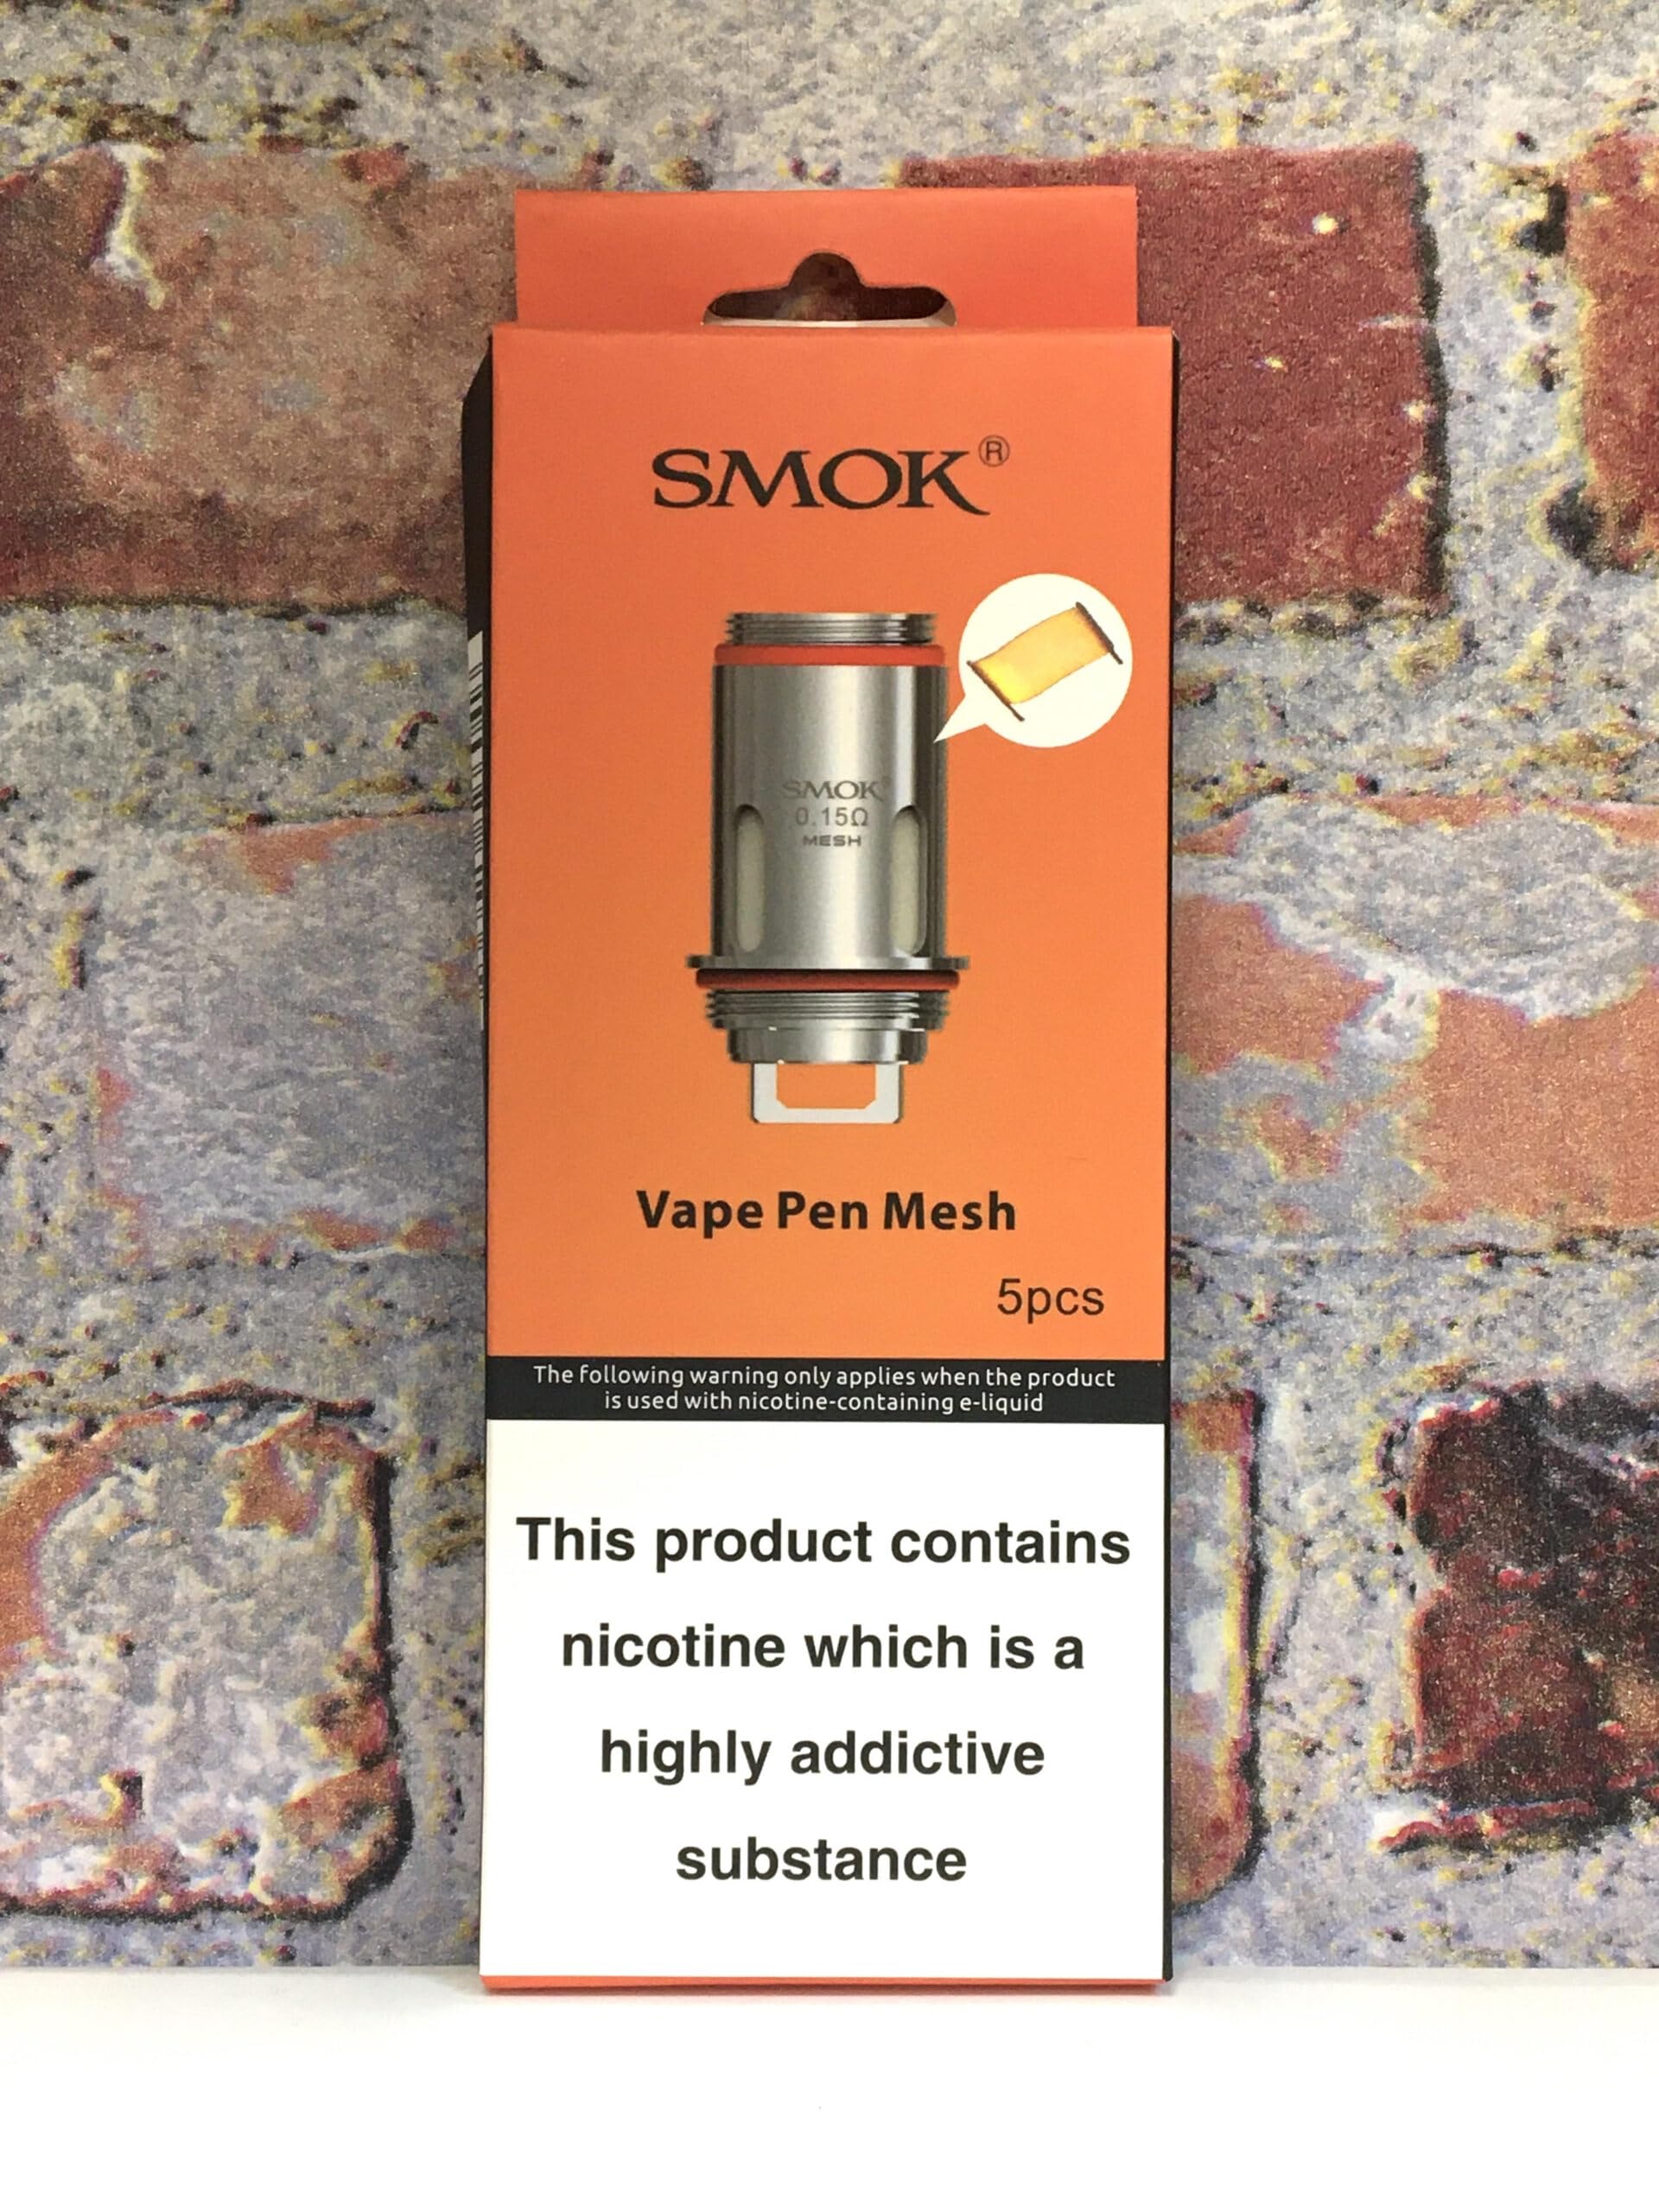 SMOK®
SMOK®
0.15Ω
MESH
Vape Pen Mesh
5pcs
The following warning only applies when the product
is used with nicotine-containing e-liquid
This product contains
nicotine which is a
highly addictive
substance